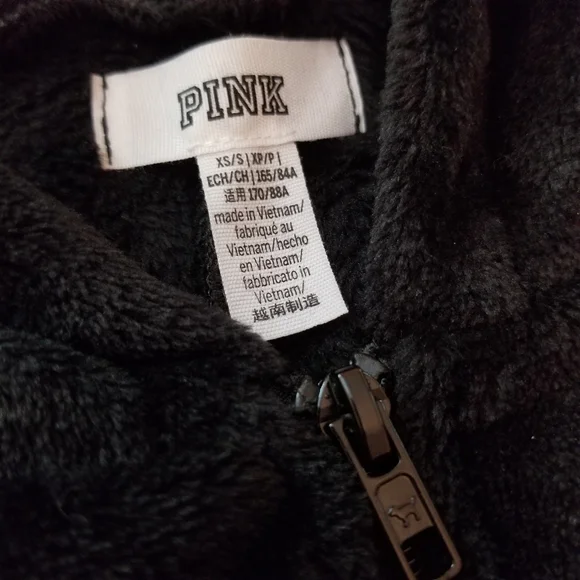 PINK
XS/S | XP/P |
ECH/CH | 165/84A
适用 170/88A
made in Vietnam/
fabriqué au
Vietnam/hecho
en Vietnam/
fabbricato in
Vietnam/
越南制造